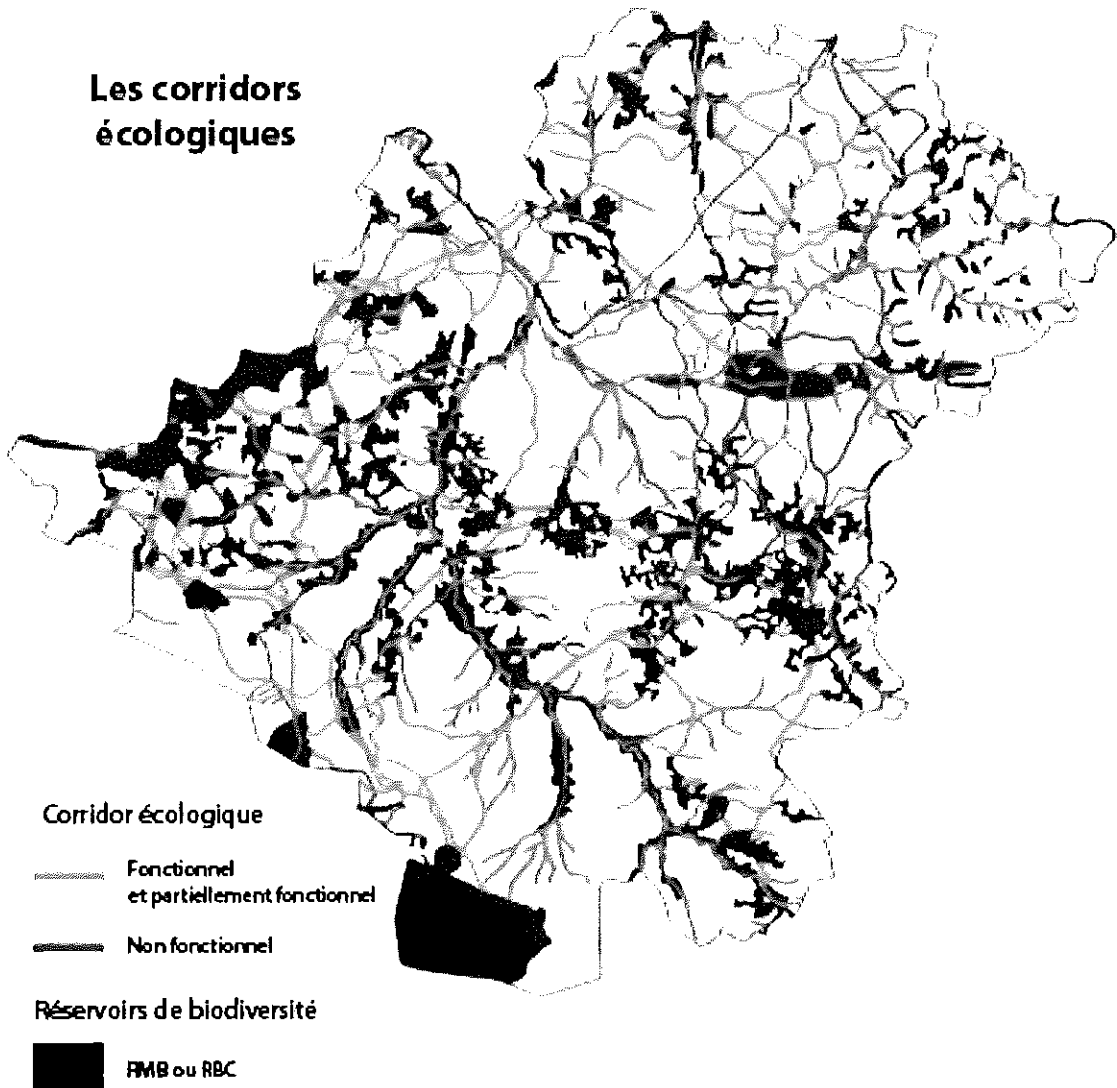 Les corridors
écologiques
Corridor écologique
Fonctionnel
et partiellement fonctionnel
Non fonctionnel
Réservoirs de biodiversité
RMB ou RBC